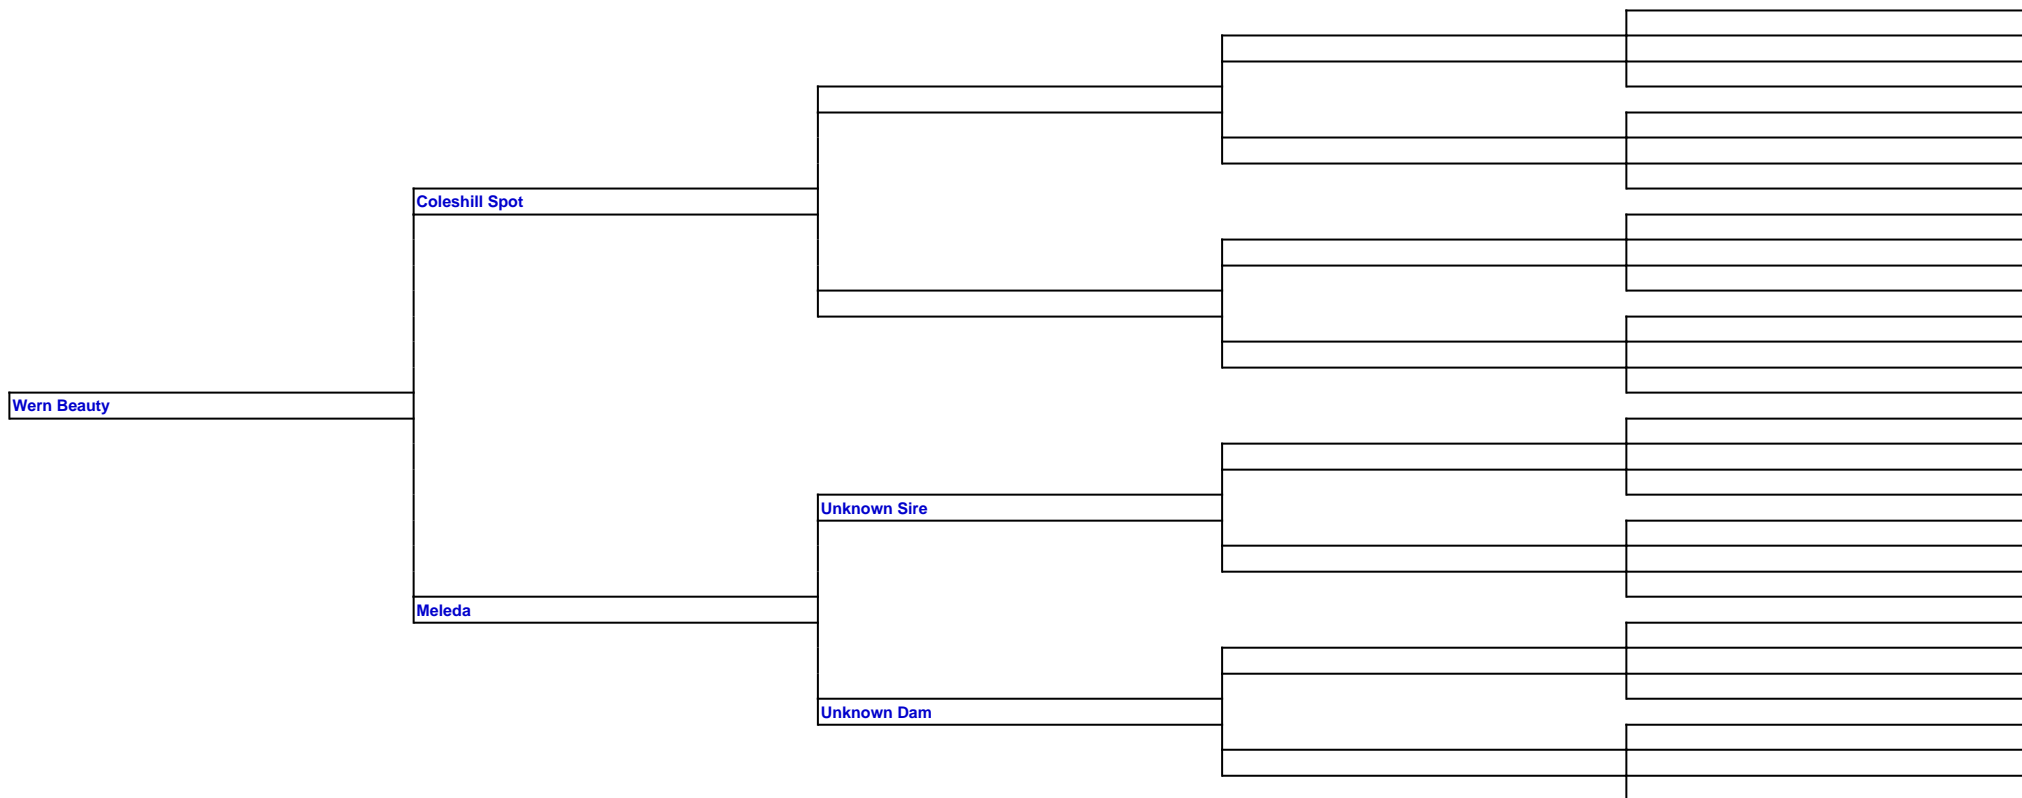 Coleshill Spot
Wern Beauty
Unknown Sire
Meleda
Unknown Dam